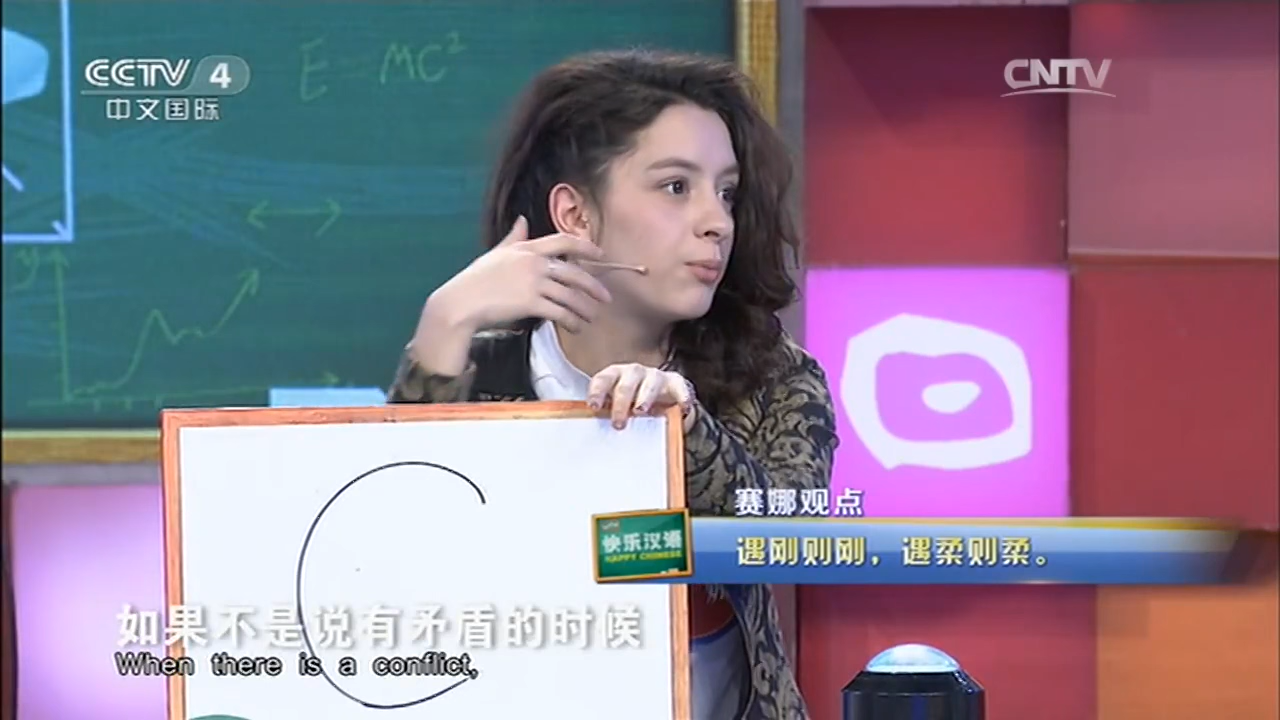 CCTV 4
中文国际
CNTV
E MC²
y
C
赛娜观点
快乐汉语
HAPPY CHINESE
遇刚则刚，遇柔则柔。
如果不是说有矛盾的时候
When there is a conflict,